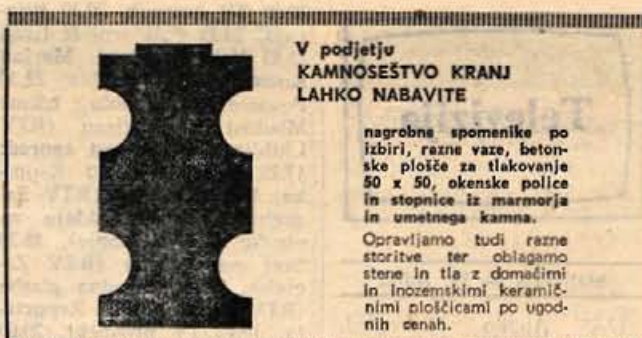 V podjetju
KAMNOSEŠTVO KRANJ
LAHKO NABAVITE
nagrobne spomenike po
izbiri, razne vaze, beton-
ske plošče za tlakovanje
50 x 50, okenske police
in stopnice iz marmorja
in umetnega kamna.
Opravljamo tudi razne
storitve ter oblagamo
stene in tla z domačimi
in inozemskimi keramič-
nimi ploščicami po ugod-
nih cenah.